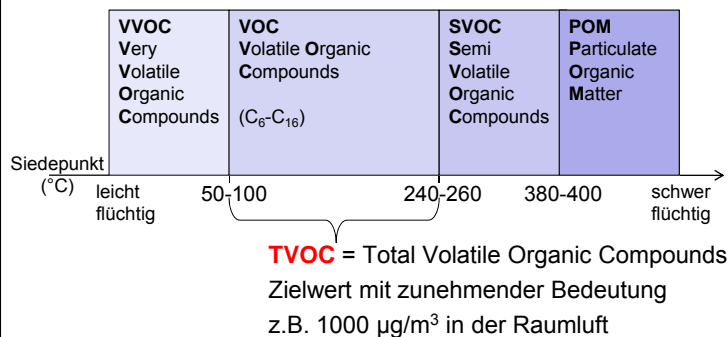 VVOC
Very
Volatile
Organic
Compounds
VOC
Volatile Organic
Compounds
(C₆-C₁₆)
SVOC
Semi
Volatile
Organic
Compounds
POM
Particulate
Organic
Matter
Siedepunkt
(°C)
leicht
flüchtig
50-100
240-260
380-400
schwer
flüchtig
TVOC = Total Volatile Organic Compounds
Zielwert mit zunehmender Bedeutung
z.B. 1000 µg/m³ in der Raumluft